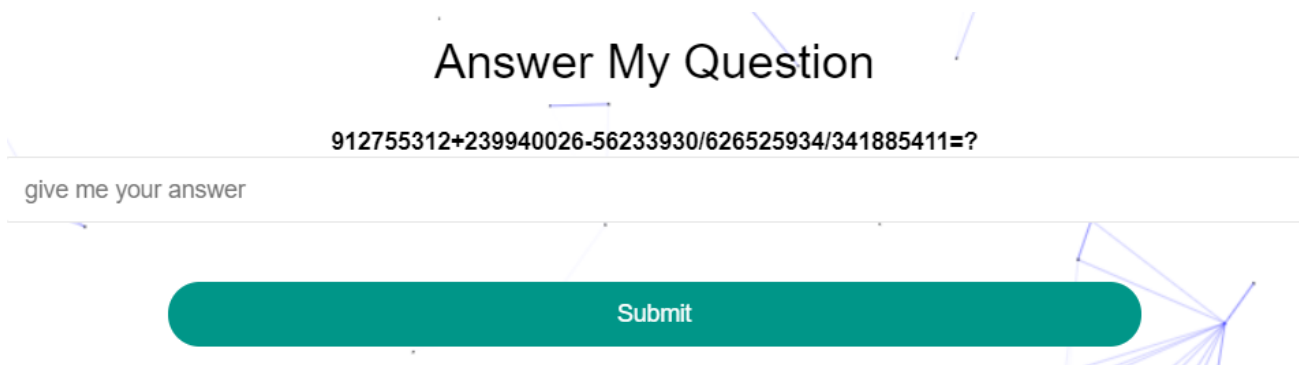 Answer My Question
912755312+239940026-56233930/626525934/341885411=?
give me your answer
Submit